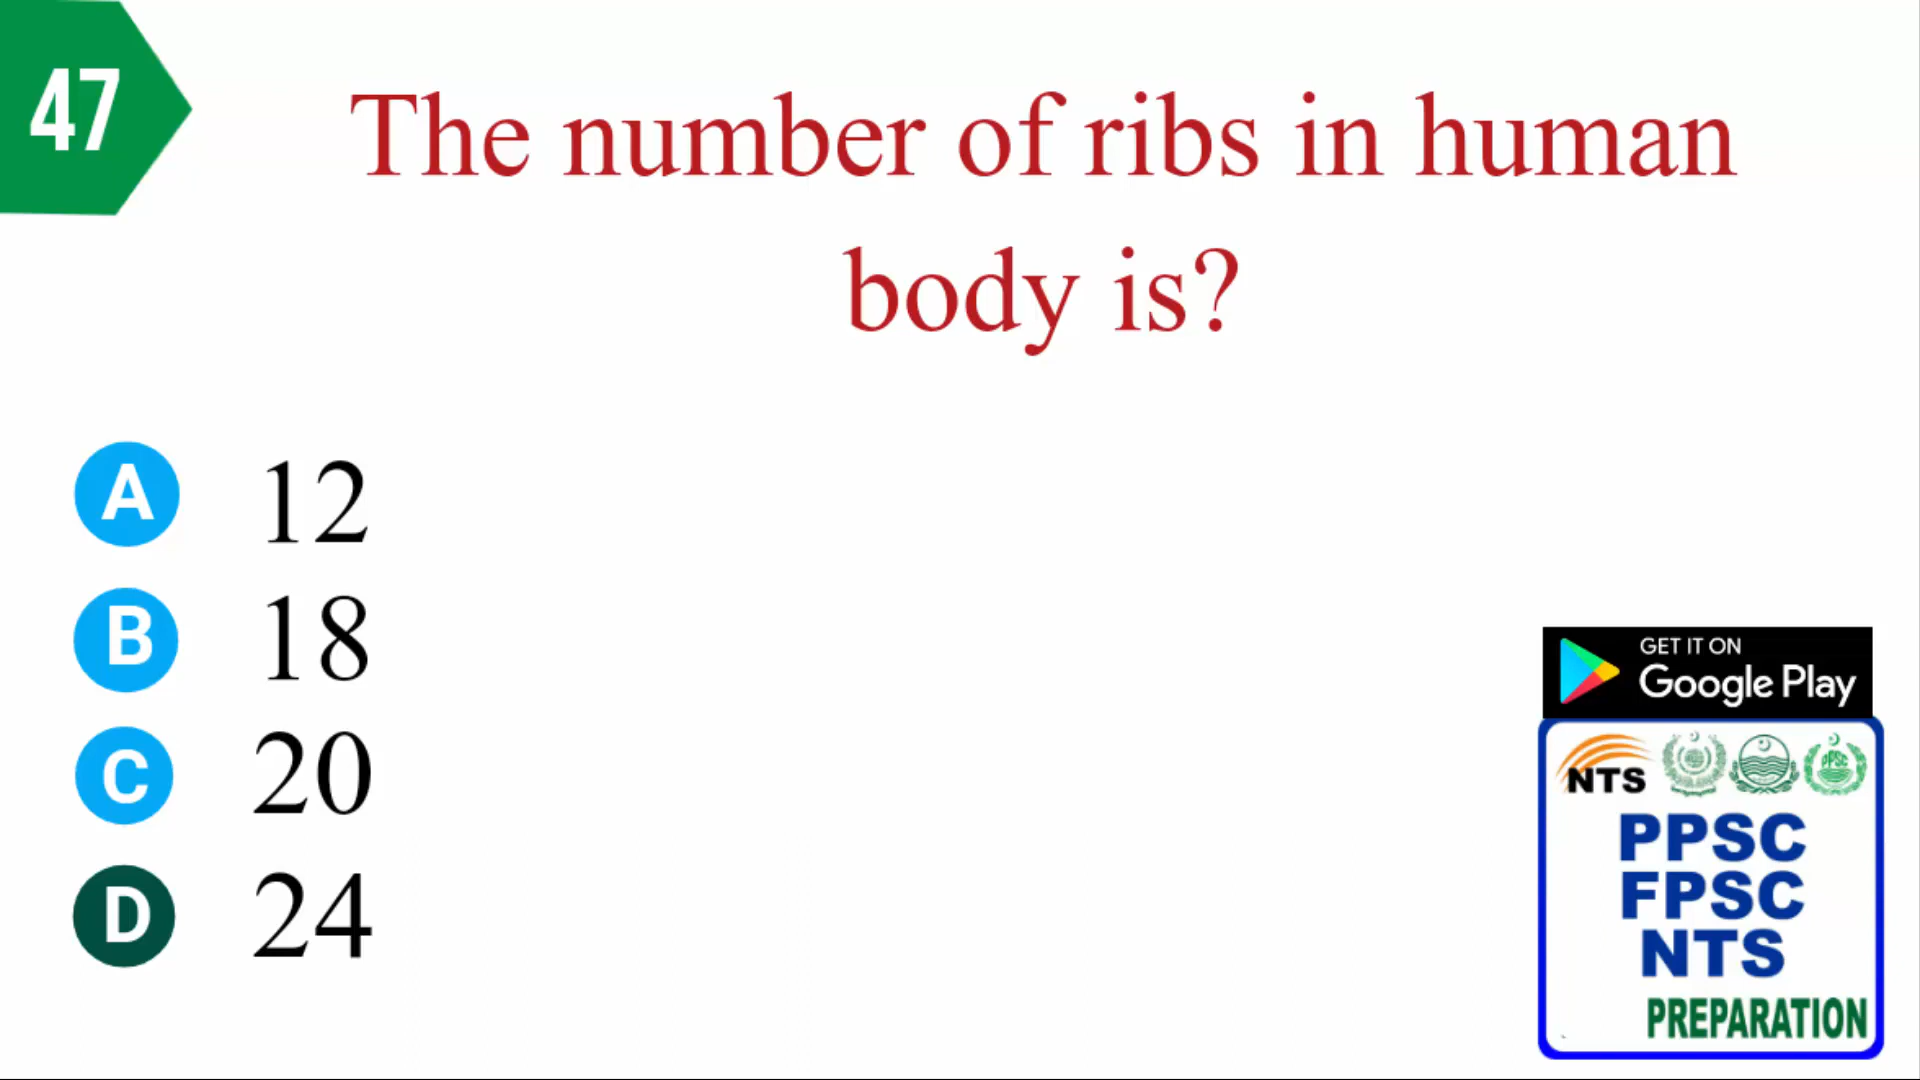 47
The number of ribs in human
body is?
A 12
B 18
C 20
D 24
GET IT ON
Google Play
NTS
PPSC
PPSC
FPSC
NTS
PREPARATION